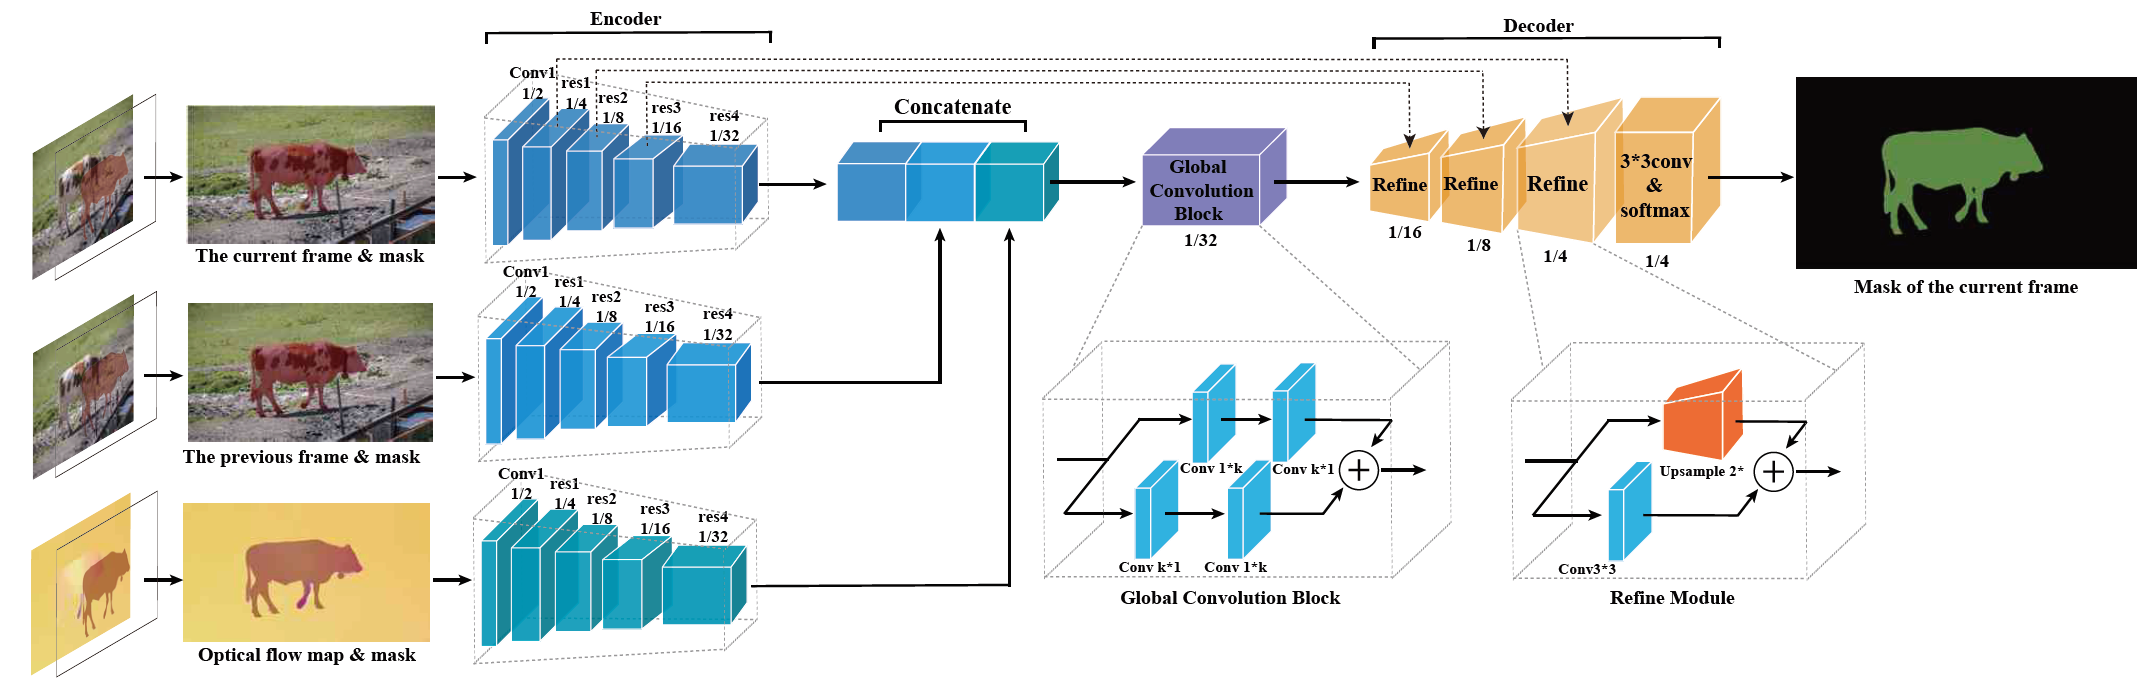 Encoder
Decoder
Conv1
1/2
res1
1/4
res2
1/8
res3
1/16
res4
1/32
Concatenate
Global
Convolution
Block
1/32
Refine
1/16
Refine
1/8
Refine
1/4
3*3conv
&
softmax
1/4
The current frame & mask
Mask of the current frame
Conv1
1/2
res1
1/4
res2
1/8
res3
1/16
res4
1/32
The previous frame & mask
Conv1
1/2
res1
1/4
res2
1/8
res3
1/16
res4
1/32
Optical flow map & mask
Conv 1*k
Conv k*1
Conv k*1
Conv 1*k
Global Convolution Block
Upsample 2*
Conv3*3
Refine Module